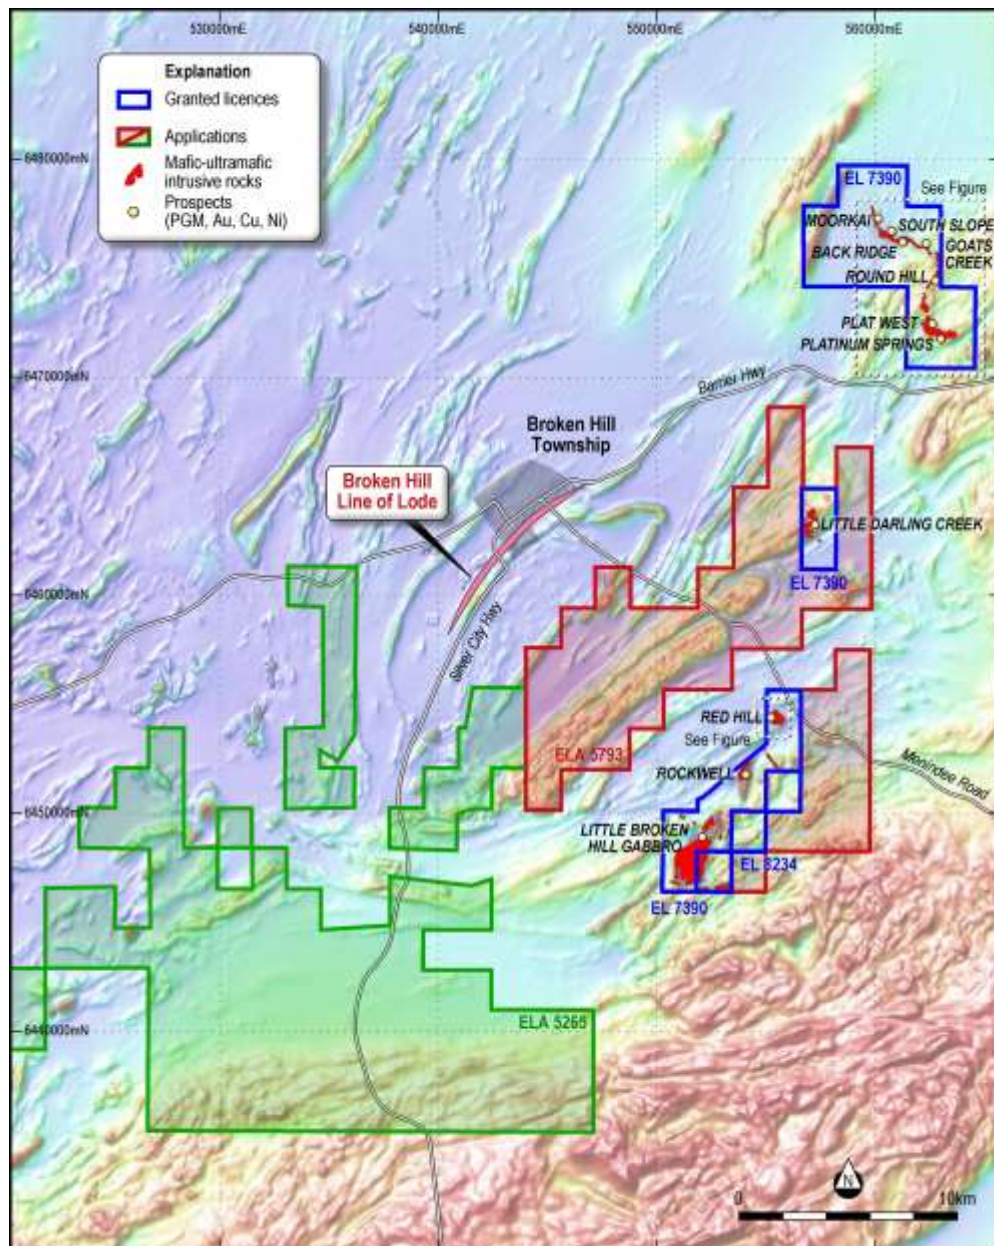 530000mE
540000mE
550000mE
560000mE
Explanation
Granted licences
Applications
Mafic-ultramafic
intrusive rocks
Prospects
(PGM, Au, Cu, Ni)
6480000mN
EL 7390
See Figure
MOORKAI
SOUTH SLOPE
BACK RIDGE
GOATS
CREEK
ROUND HILL
PLAT WEST
PLATINUM SPRINGS
6470000mN
Barrier Hwy
Broken Hill
Township
Broken Hill
Line of Lode
LITTLE DARLING CREEK
EL 7390
6460000mN
Silver City Hwy
RED HILL
See Figure
ELA 5793
ROCKWELL
Menindee Road
6450000mN
LITTLE BROKEN
HILL GABBRO
EL 8234
EL 7390
ELA 5265
6440000mN
N
0
10km